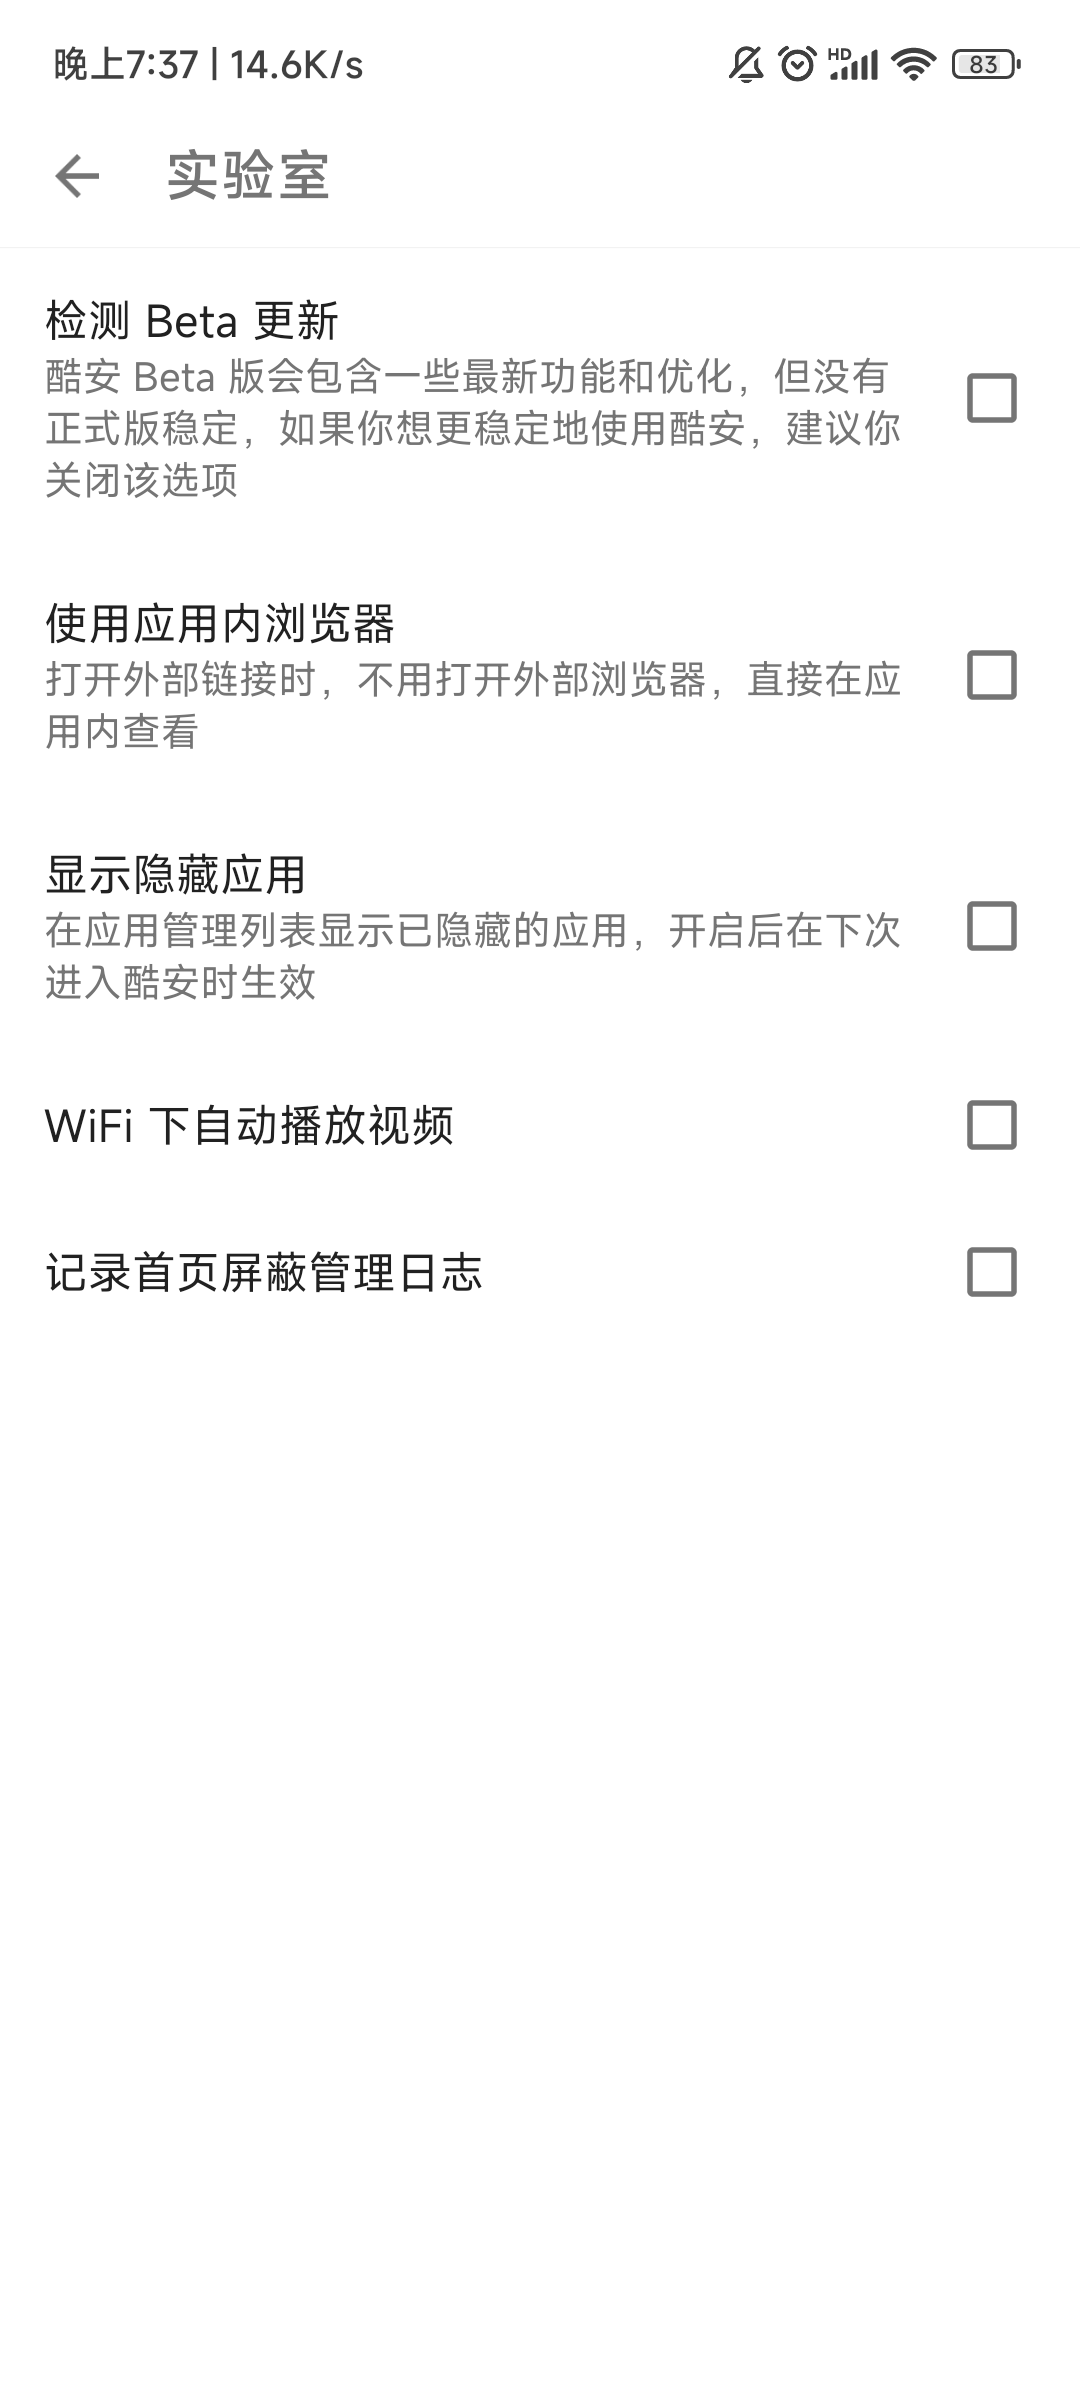 晚上7:37 | 14.6K/s
HD
83
实验室
检测 Beta 更新
酷安 Beta 版会包含一些最新功能和优化，但没有
正式版稳定，如果你想更稳定地使用酷安，建议你
关闭该选项
使用应用内浏览器
打开外部链接时，不用打开外部浏览器，直接在应
用内查看
显示隐藏应用
在应用管理列表显示已隐藏的应用，开启后在下次
进入酷安时生效
WiFi 下自动播放视频
记录首页屏蔽管理日志